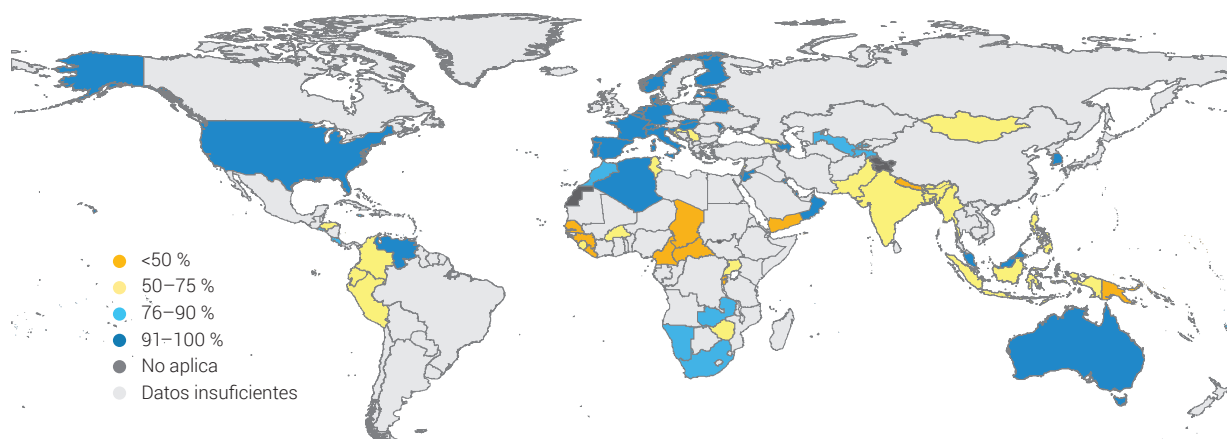 <50 %
50–75 %
76–90 %
91–100 %
No aplica
Datos insuficientes